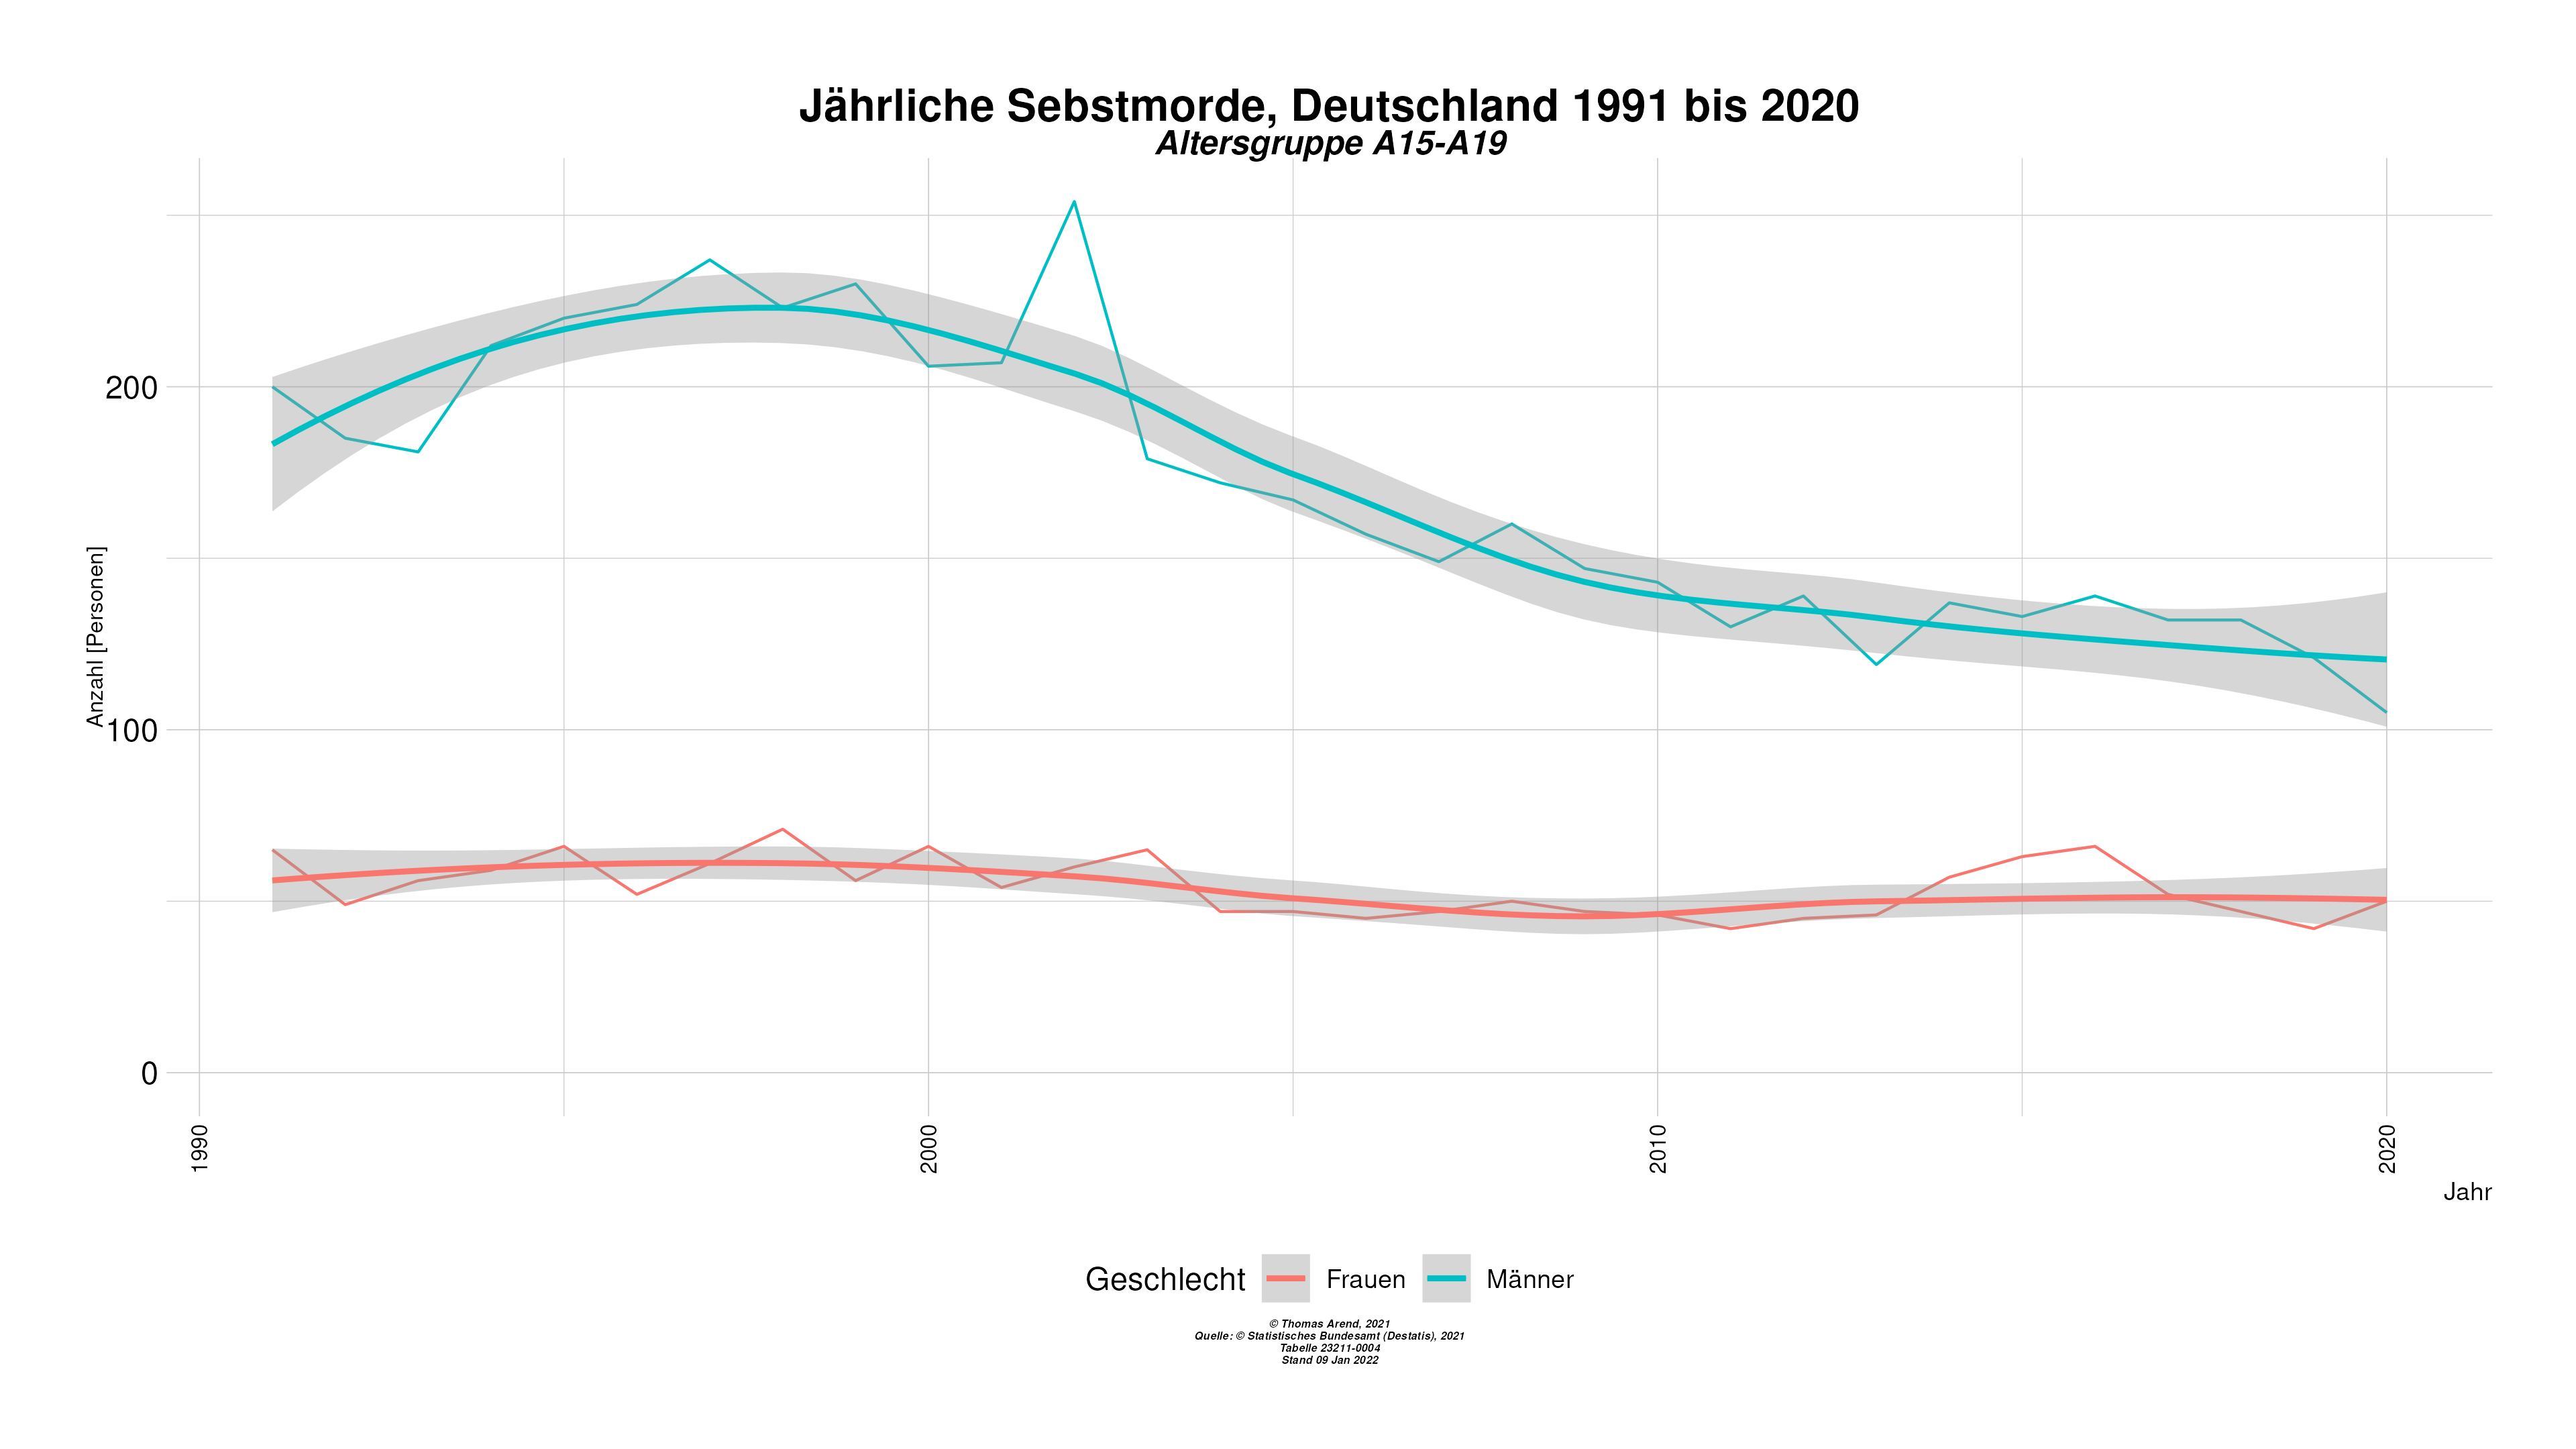 Jährliche Sebstmorde, Deutschland 1991 bis 2020
Altersgruppe A15-A19
Anzahl [Personen]
200
100
0
1990
2000
2010
2020
Jahr
Geschlecht Frauen Männer
© Thomas Arend, 2021
Quelle: © Statistisches Bundesamt (Destatis), 2021
Tabelle 23211-0004
Stand 09 Jan 2022